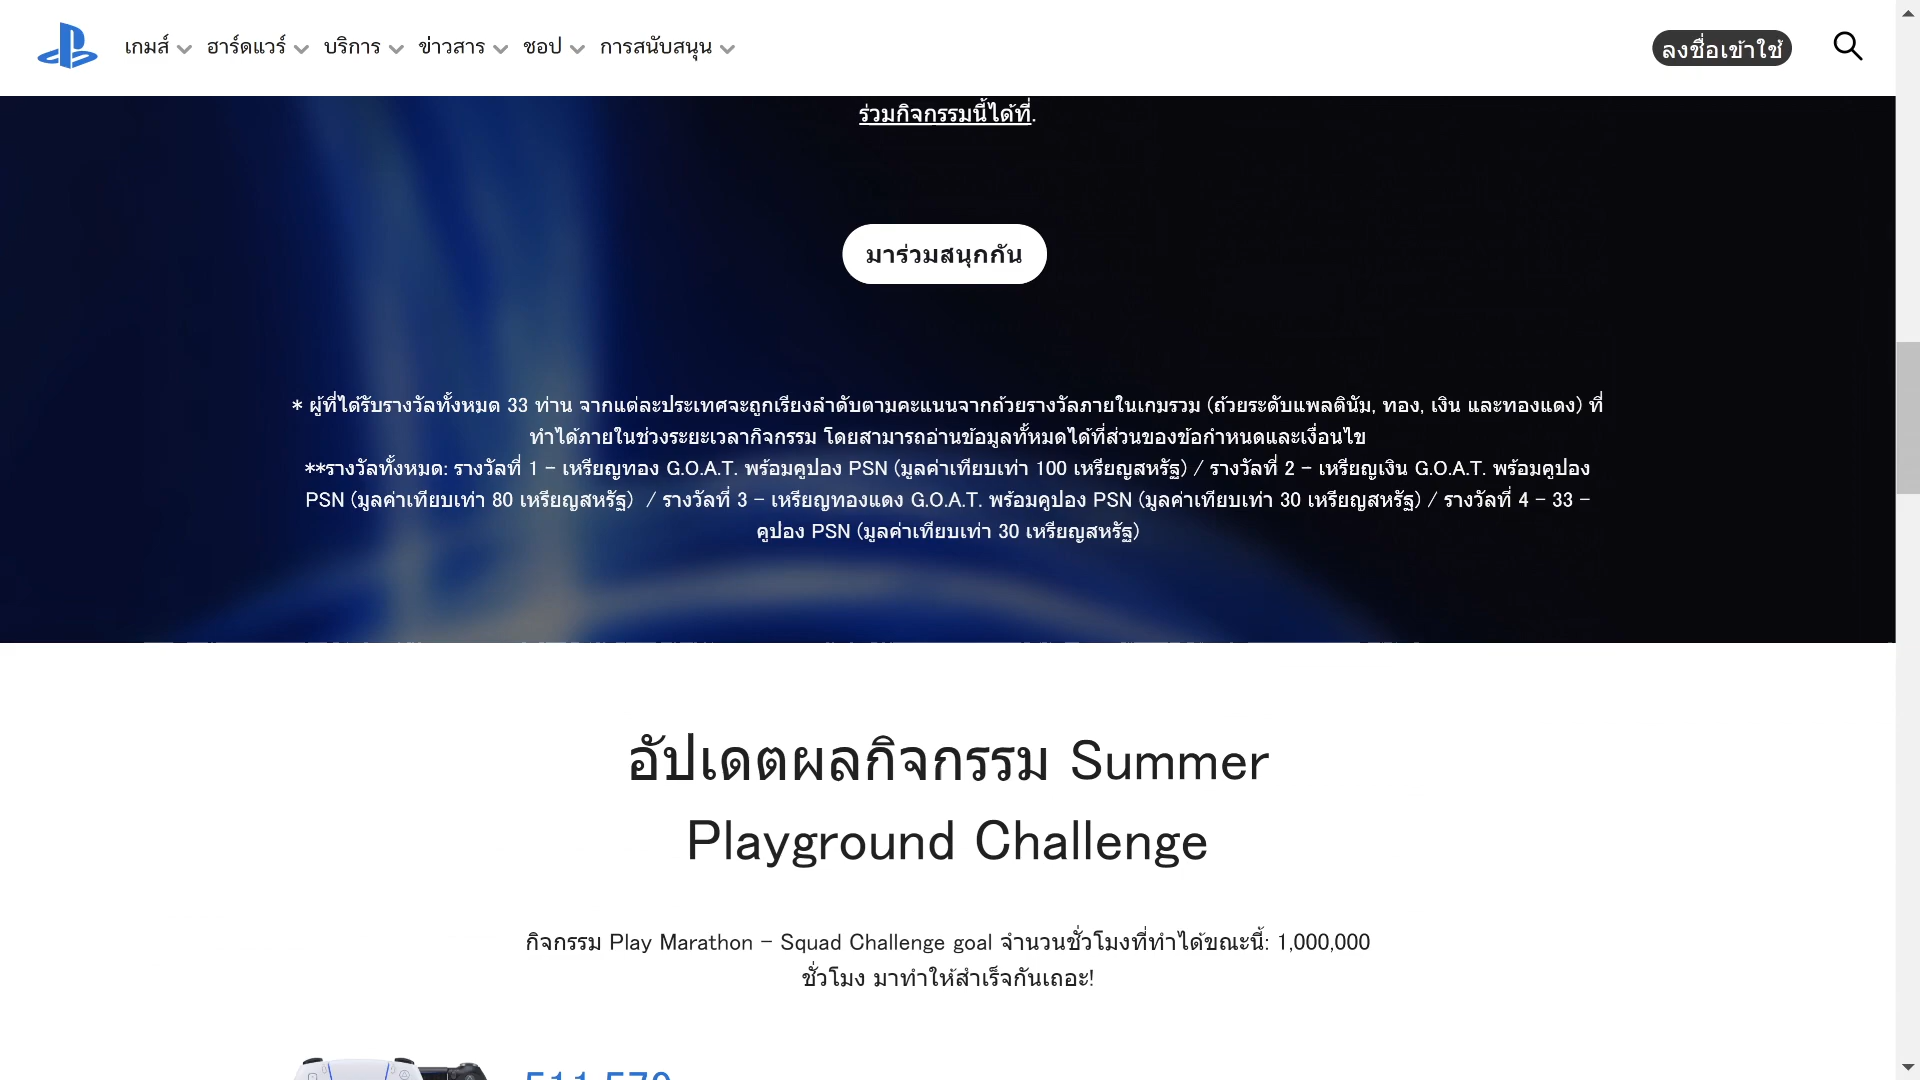 เกมส์ ฮาร์ดแวร์ บริการ ข่าวสาร ชอป การสนับสนุน ลงชื่อเข้าใช้
ร่วมกิจกรรมนี้ได้ที่.
มาร่วมสนุกกัน
* ผู้ที่ได้รับรางวัลทั้งหมด 33 ท่าน จากแต่ละประเทศจะถูกเรียงลำดับตามคะแนนจากถ้วยรางวัลภายในเกมรวม (ถ้วยระดับแพลตินัม, ทอง, เงิน และทองแดง) ที่
ทำได้ภายในช่วงระยะเวลากิจกรรม โดยสามารถอ่านข้อมูลทั้หมดได้ที่ส่วนของข้อกำหนดและเงื่อนไข
**รางวัลทั้งหมด: รางวัลที่ 1 – เหรียญทอง G.O.A.T. พร้อมคูปอง PSN (มูลค่าเทียบเท่า 100 เหรียญสหรัฐ) / รางวัลที่ 2 – เหรียญเงิน G.O.A.T. พร้อมคูปอง
PSN (มูลค่าเทียบเท่า 80 เหรียญสหรัฐ) / รางวัลที่ 3 – เหรียญทองแดง G.O.A.T. พร้อมคูปอง PSN (มูลค่าเทียบเท่า 30 เหรียญสหรัฐ) / รางวัลที่ 4 – 33 –
คูปอง PSN (มูลค่าเทียบเท่า 30 เหรียญสหรัฐ)
อัปเดตผลกิจกรรม Summer
Playground Challenge
กิจกรรม Play Marathon – Squad Challenge goal จำนวนชั่วโมงที่ทำได้ขณะนี้: 1,000,000
ชั่วโมง มาทำให้สำเร็จกันเถอะ!